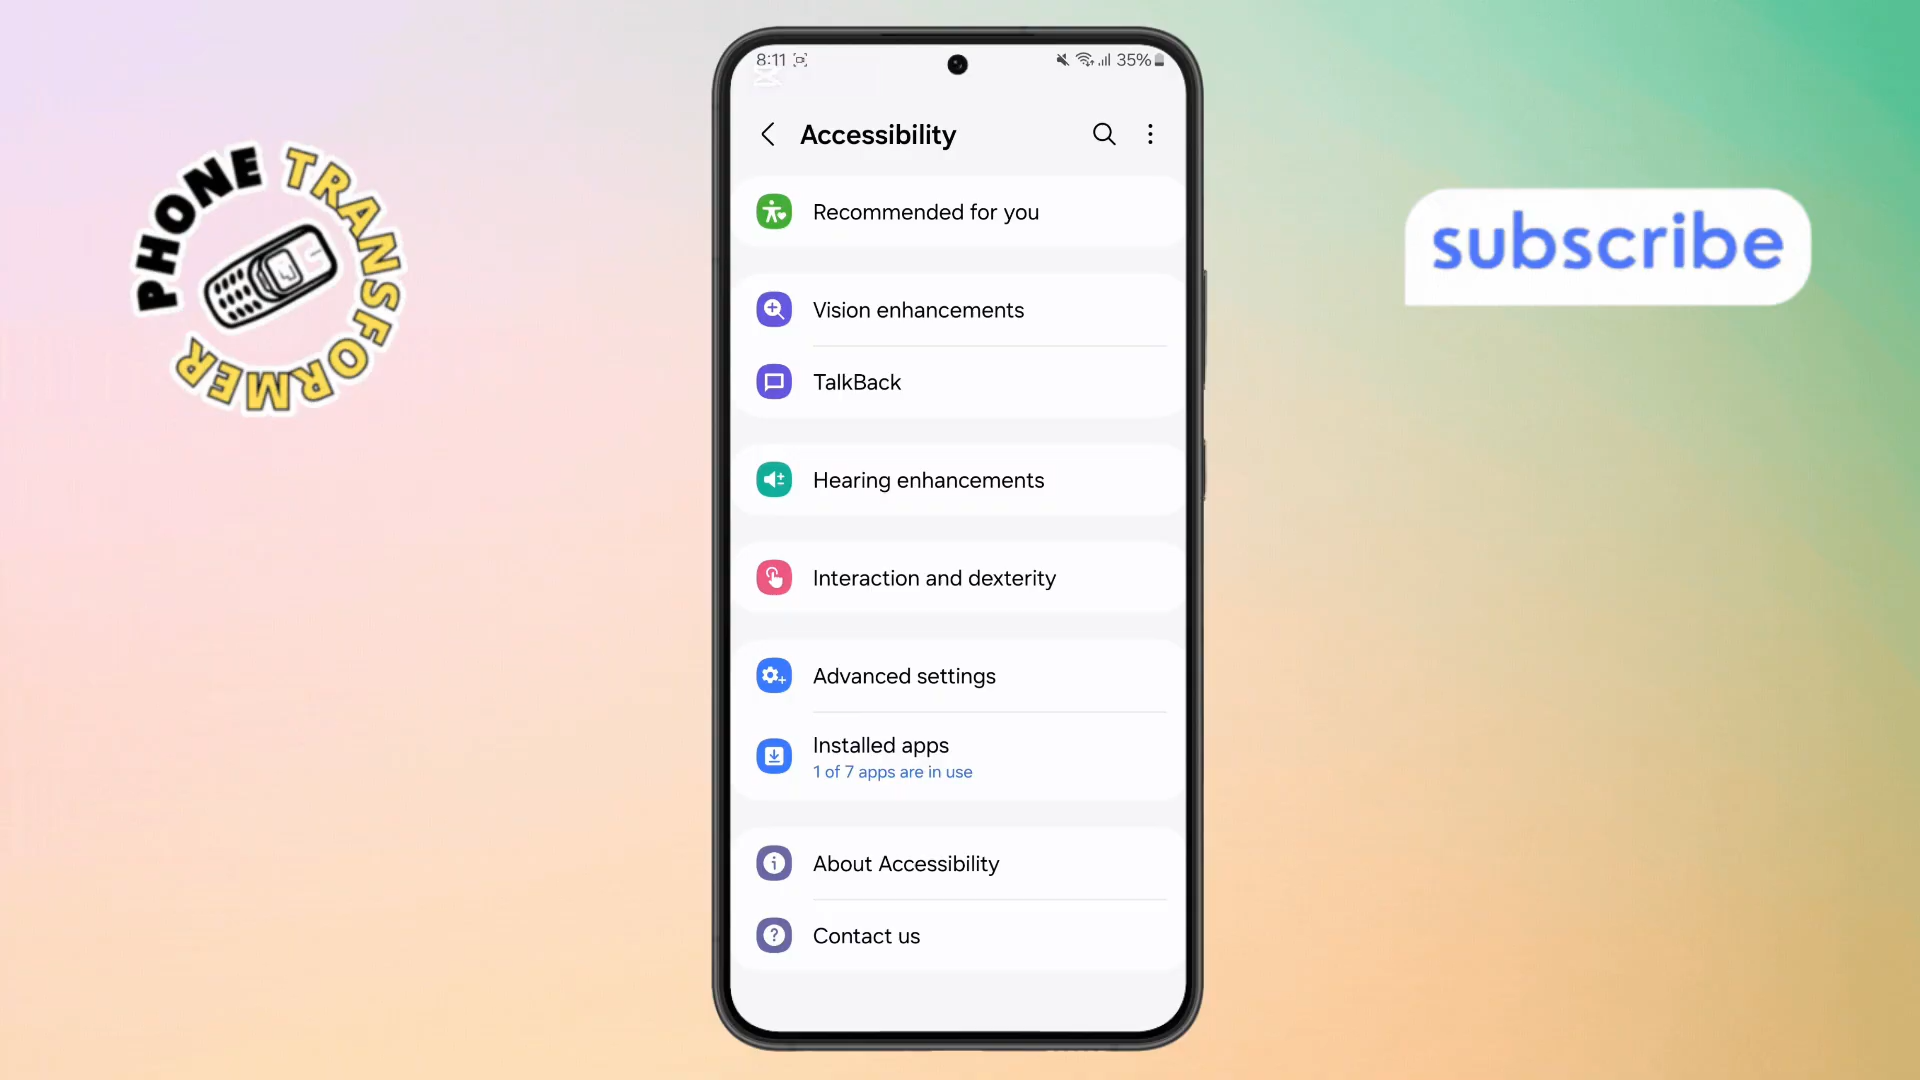 PHONE TRANSFORMER
8:11
35%
Accessibility
subscribe
Recommended for you
Vision enhancements
TalkBack
Hearing enhancements
Interaction and dexterity
Advanced settings
Installed apps
1 of 7 apps are in use
About Accessibility
Contact us